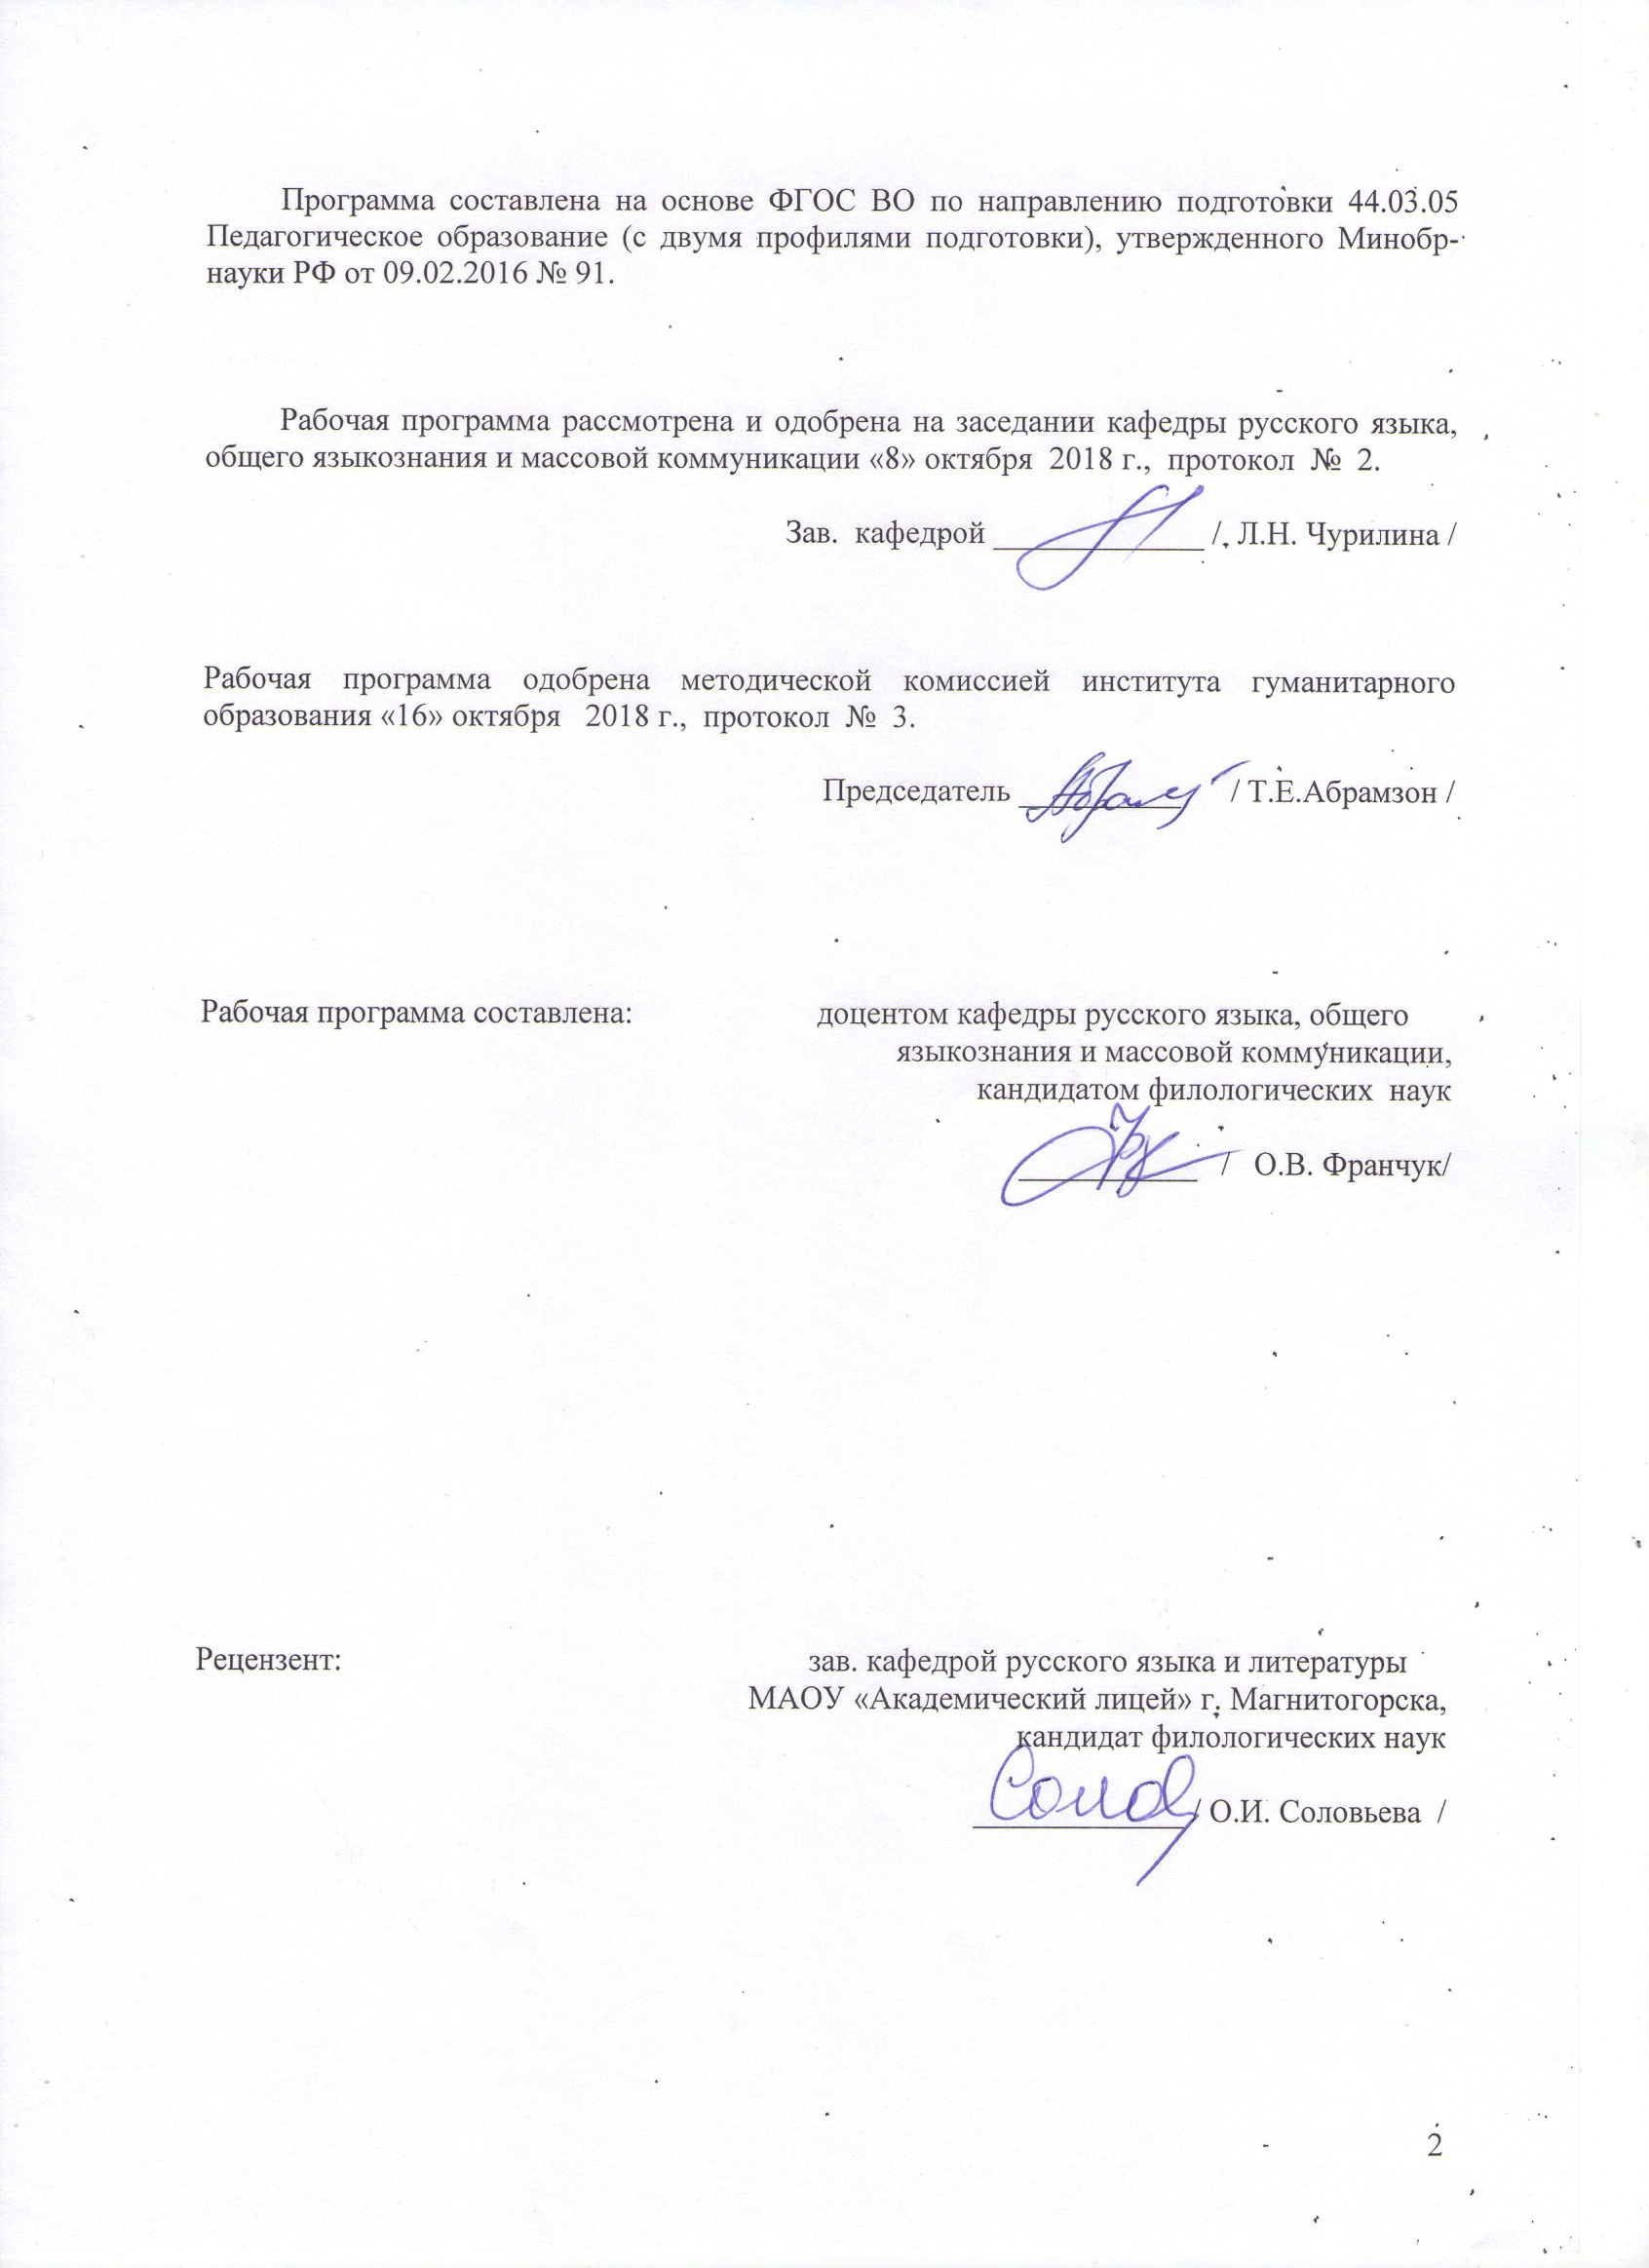 Программа составлена на основе ФГОС ВО по направлению подготовки 44.03.05
Педагогическое образование (с двумя профилями подготовки), утвержденного Минобр-
науки РФ от 09.02.2016 № 91.
Рабочая программа рассмотрена и одобрена на заседании кафедры русского языка,
общего языкознания и массовой коммуникации «8» октября 2018 г., протокол № 2.
Зав. кафедрой _____________ / Л.Н. Чурилина /
Рабочая программа одобрена методической комиссией института гуманитарного
образования «16» октября 2018 г., протокол № 3.
Председатель __________ / Т.Е.Абрамзон /
Рабочая программа составлена: доцентом кафедры русского языка, общего
языкознания и массовой коммуникации,
кандидатом филологических наук
___________ / О.В. Франчук/
Рецензент: зав. кафедрой русского языка и литературы
МАОУ «Академический лицей» г. Магнитогорска,
кандидат филологических наук
_____________/ О.И. Соловьева /
2